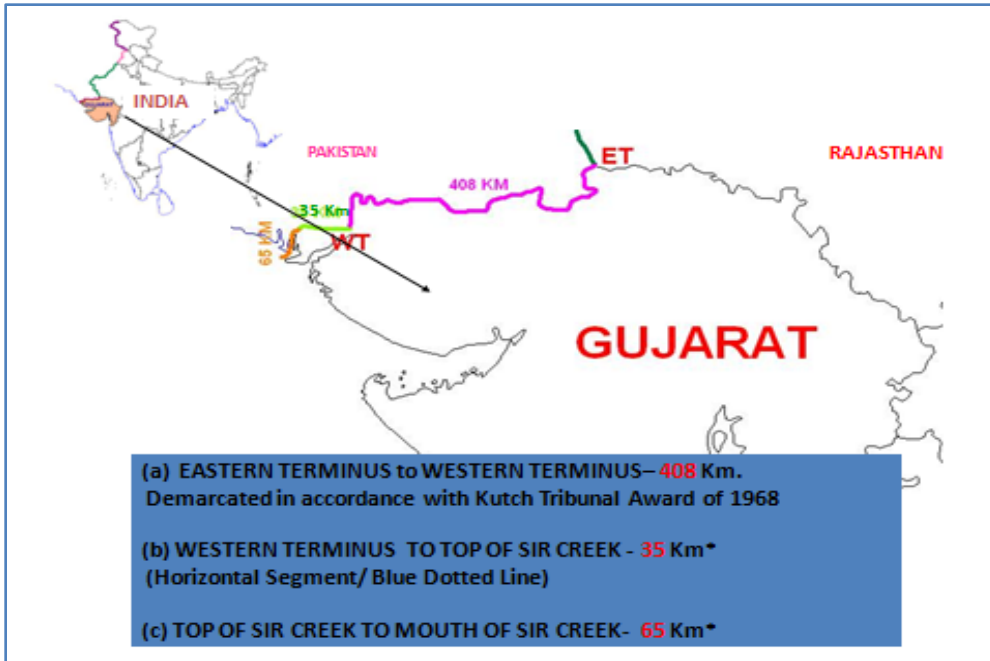 INDIA
GUJARAT
PAKISTAN
RAJASTHAN
ET
408 KM
35 Km
WT
65 KM
GUJARAT
(a) EASTERN TERMINUS to WESTERN TERMINUS– 408 Km.
Demarcated in accordance with Kutch Tribunal Award of 1968
(b) WESTERN TERMINUS TO TOP OF SIR CREEK - 35 Km*
(Horizontal Segment/ Blue Dotted Line)
(c) TOP OF SIR CREEK TO MOUTH OF SIR CREEK- 65 Km*